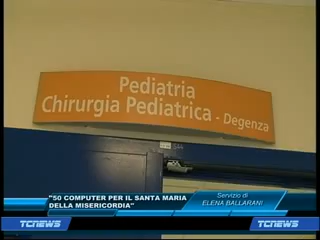 Pediatria
Chirurgia Pediatrica - Degenza
"50 COMPUTER PER IL SANTA MARIA
DELLA MISERICORDIA"
Servizio di
ELENA BALLARANI
TCNEWS
TCNEWS